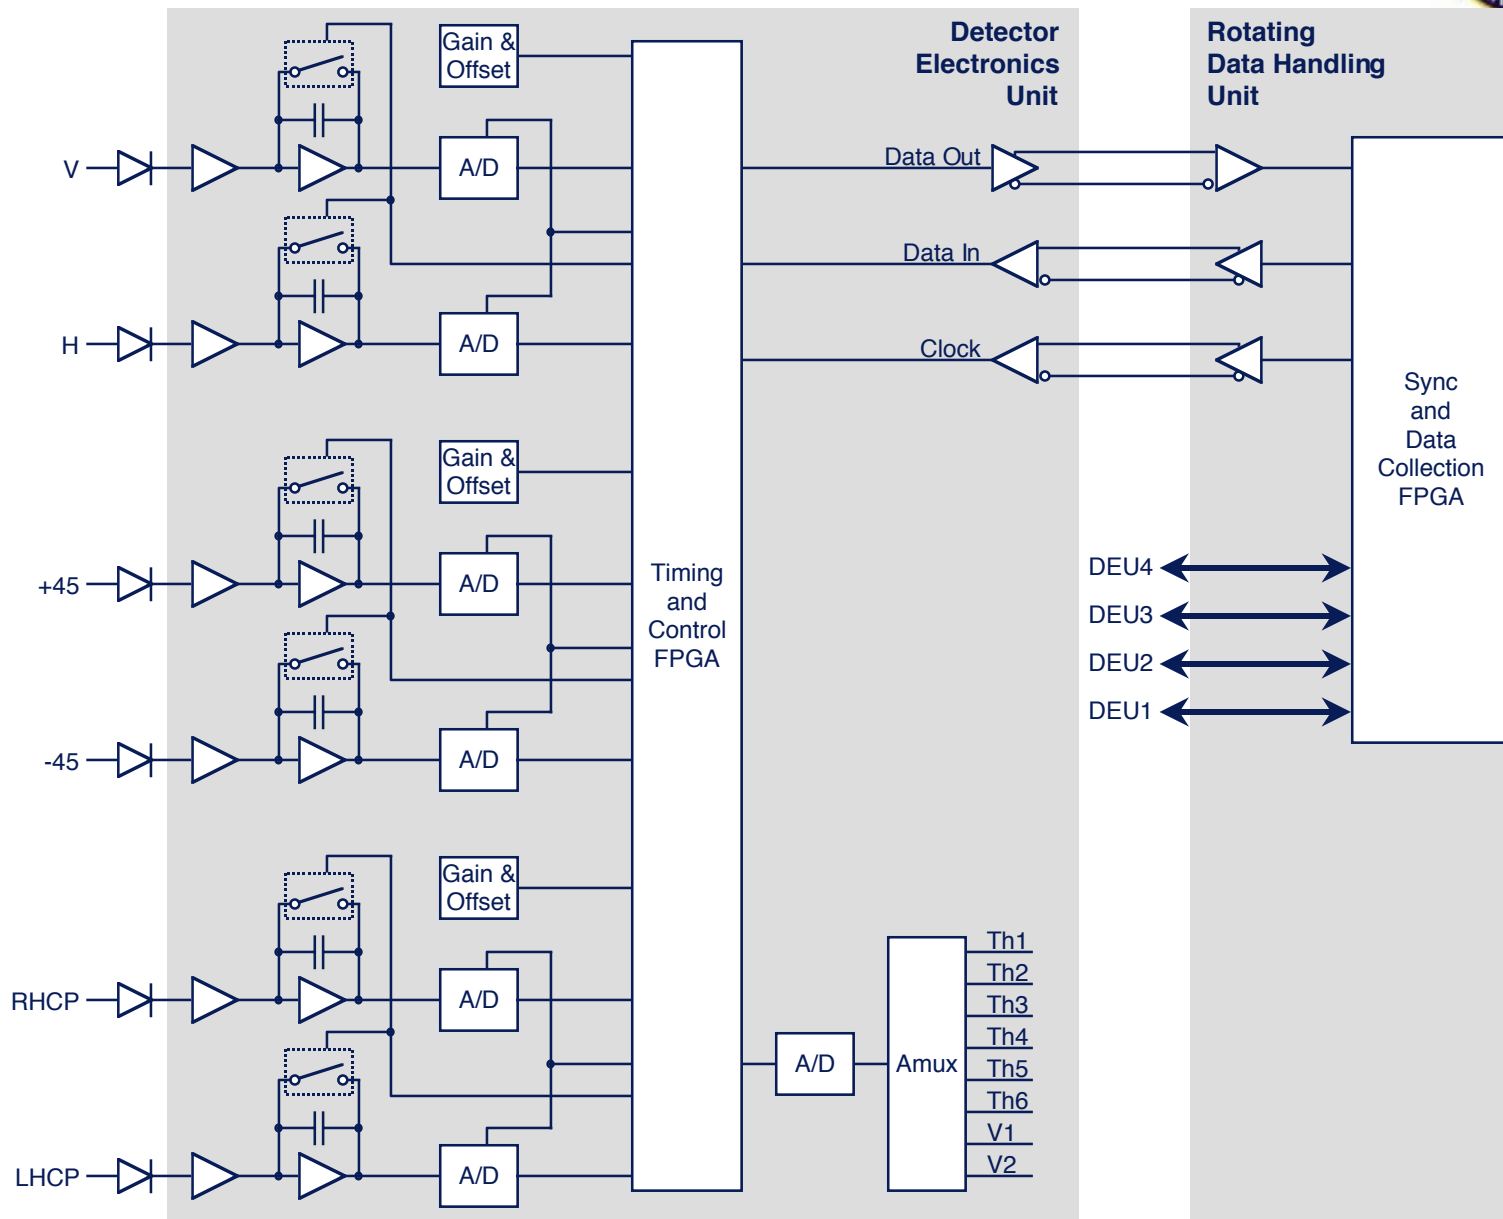 Detector
Electronics
Unit
Rotating
Data Handling
Unit
Gain &
Offset
V
A/D
Data Out
Data In
H
A/D
Clock
Sync
and
Data
Collection
FPGA
Gain &
Offset
+45
A/D
Timing
and
Control
FPGA
DEU4
DEU3
DEU2
DEU1
-45
A/D
Gain &
Offset
RHCP
A/D
A/D
Amux
Th1
Th2
Th3
Th4
Th5
Th6
V1
V2
LHCP
A/D